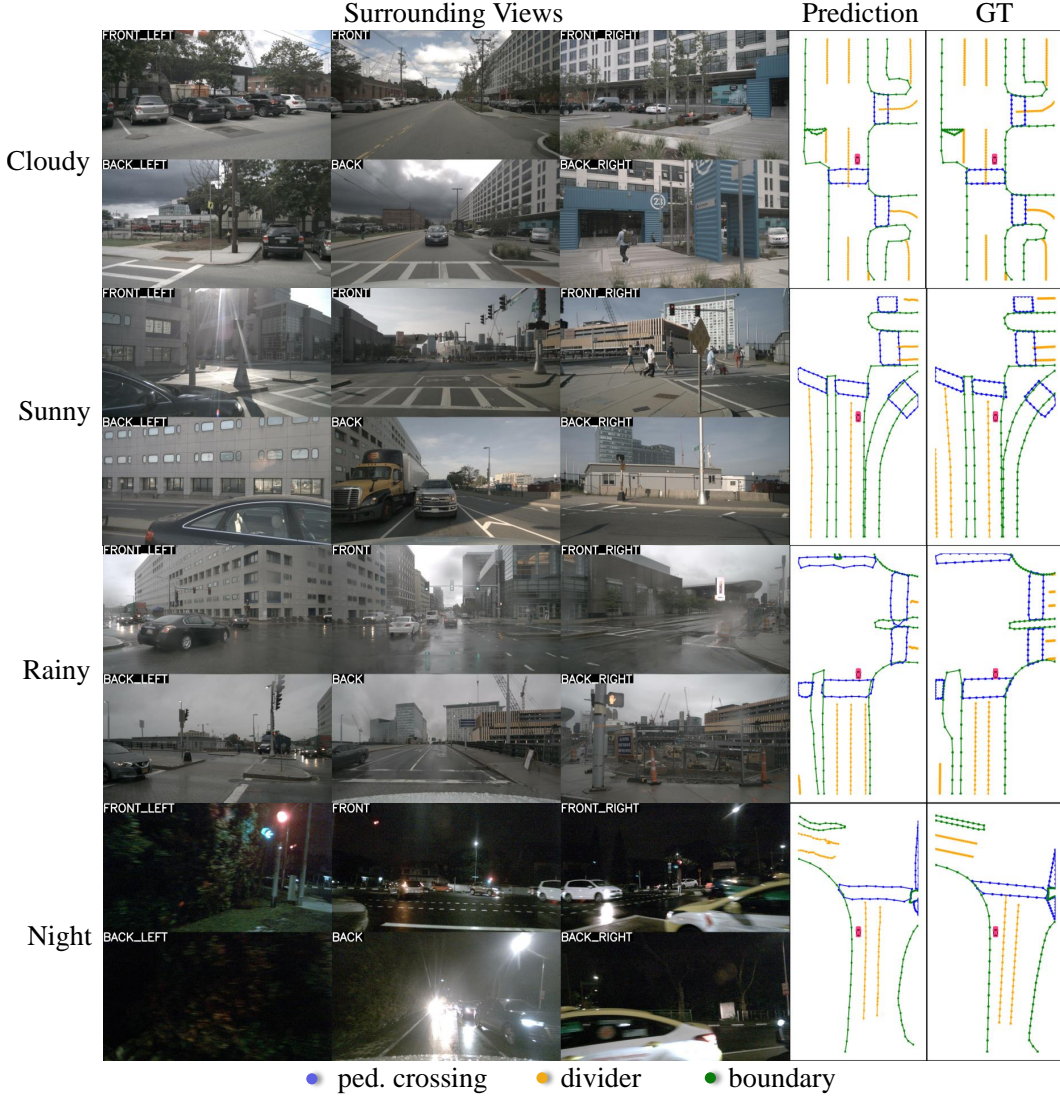 Surrounding Views Prediction GT
Cloudy
FRONT_LEFT FRONT FRONT_RIGHT
BACK_LEFT BACK BACK_RIGHT
21
Sunny
FRONT_LEFT FRONT FRONT_RIGHT
BACK_LEFT BACK BACK_RIGHT
Rainy
FRONT_LEFT FRONT FRONT_RIGHT
BACK_LEFT BACK BACK_RIGHT
Night
FRONT_LEFT FRONT FRONT_RIGHT
BACK_LEFT BACK BACK_RIGHT
ped. crossing divider boundary